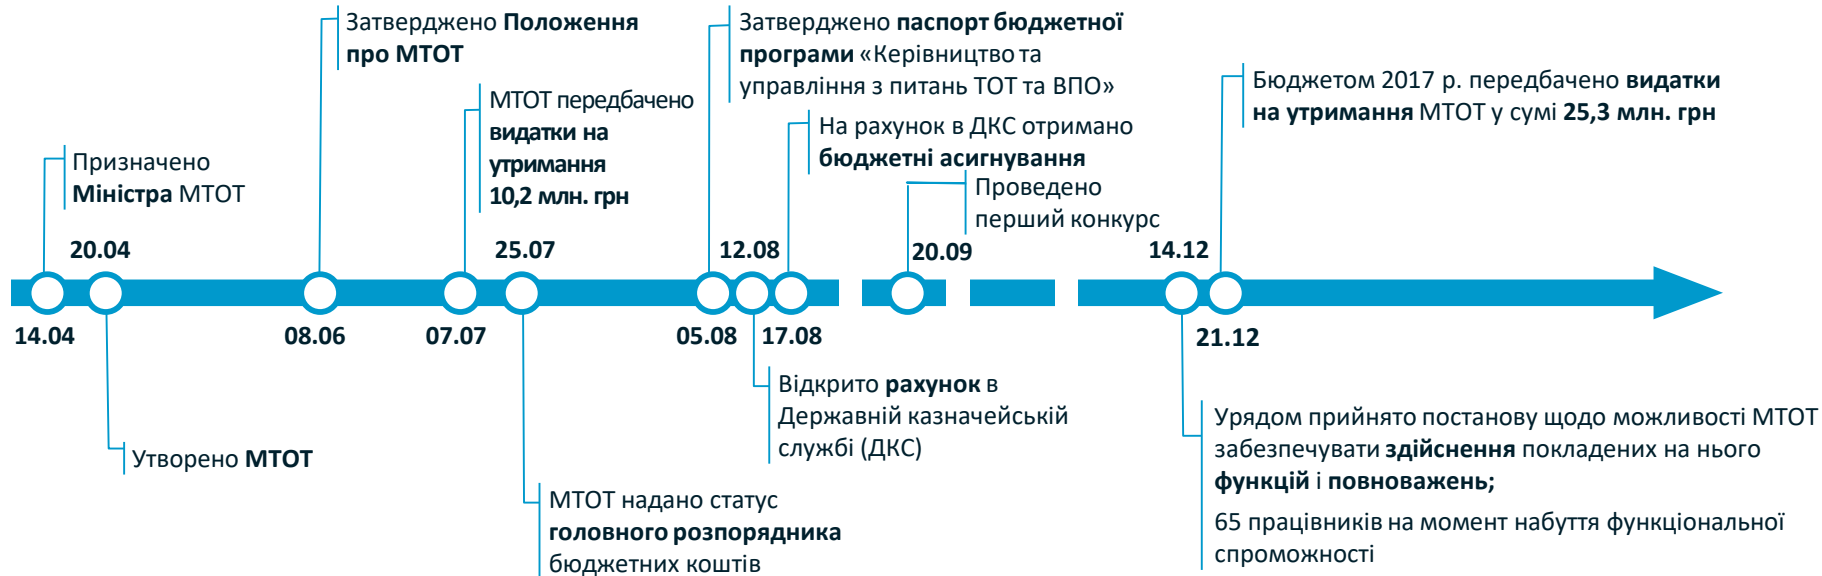 Затверджено Положення
про МТОТ
Затверджено паспорт бюджетної
програми «Керівництво та
управління з питань ТОТ та ВПО»
Бюджетом 2017 р. передбачено видатки
на утримання МТОТ у сумі 25,3 млн. грн
МТОТ передбачено
видатки на
утримання
10,2 млн. грн
На рахунок в ДКС отримано
бюджетні асигнування
Призначено
Міністра МТОТ
Проведено
перший конкурс
20.04
25.07
12.08
20.09
14.12
14.04
08.06
07.07
05.08
17.08
21.12
Відкрито рахунок в
Державній казначейській
службі (ДКС)
Утворено МТОТ
МТОТ надано статус
головного розпорядника
бюджетних коштів
Урядом прийнято постанову щодо можливості МТОТ
забезпечувати здійснення покладених на нього
функцій і повноважень;
65 працівників на момент набуття функціональної
спроможності